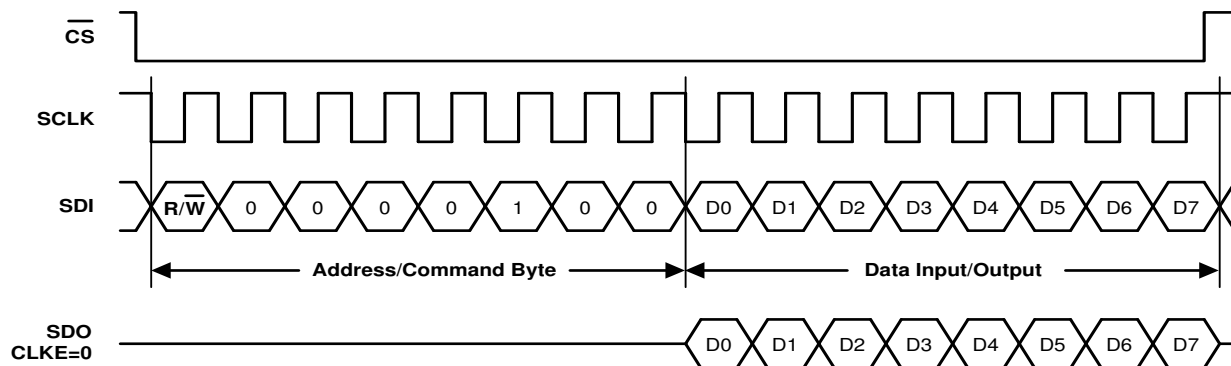 C̅S̅
SCLK
SDI R/W̅ 0 0 0 0 1 0 0 D0 D1 D2 D3 D4 D5 D6 D7
Address/Command Byte Data Input/Output
SDO
CLKE=0 D0 D1 D2 D3 D4 D5 D6 D7